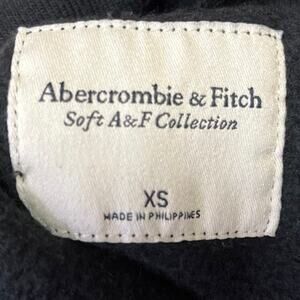 Abercrombie & Fitch
Soft A&F Collection
XS
MADE IN PHILIPPINES